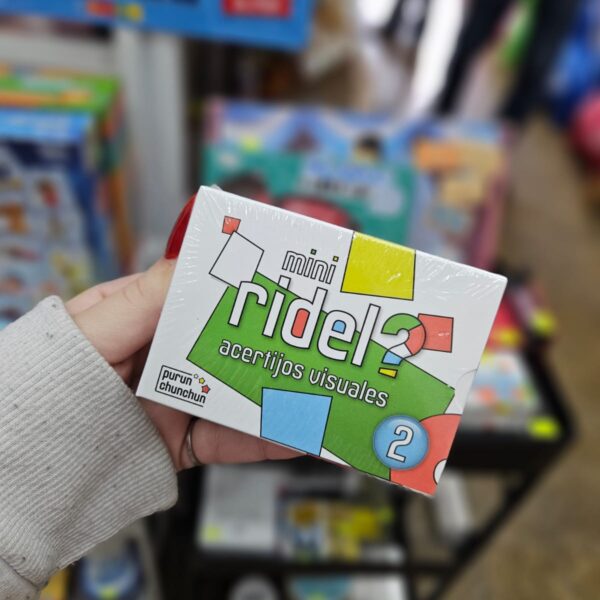 mini
ridel?
acertijos visuales
purun
chunchun
2